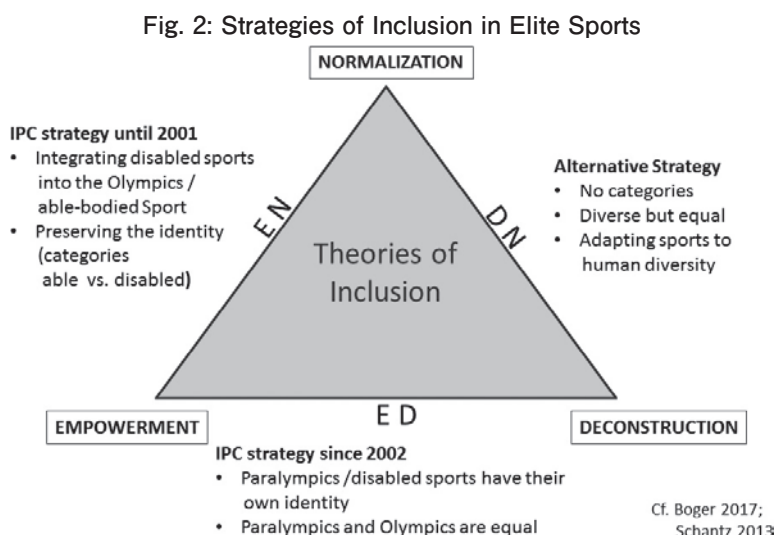 Fig. 2: Strategies of Inclusion in Elite Sports
NORMALIZATION
IPC strategy until 2001
• Integrating disabled sports
into the Olympics /
able-bodied Sport
• Preserving the identity
(categories
able vs. disabled)
E N
D N
Alternative Strategy
• No categories
• Diverse but equal
• Adapting sports to
human diversity
Theories of
Inclusion
EMPOWERMENT
E D
DECONSTRUCTION
IPC strategy since 2002
• Paralympics /disabled sports have their
own identity
• Paralympics and Olympics are equal
Cf. Boger 2017;
Schantz 2013